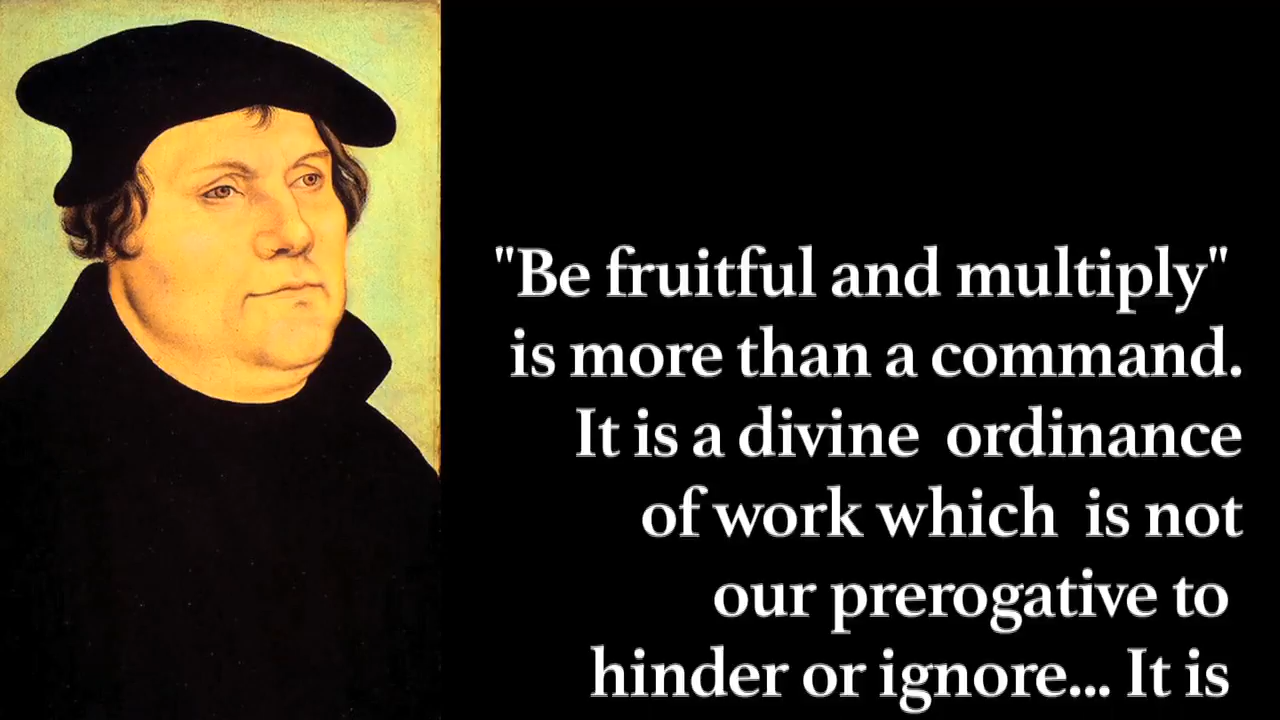 "Be fruitful and multiply"
is more than a command.
It is a divine ordinance
of work which is not
our prerogative to
hinder or ignore... It is